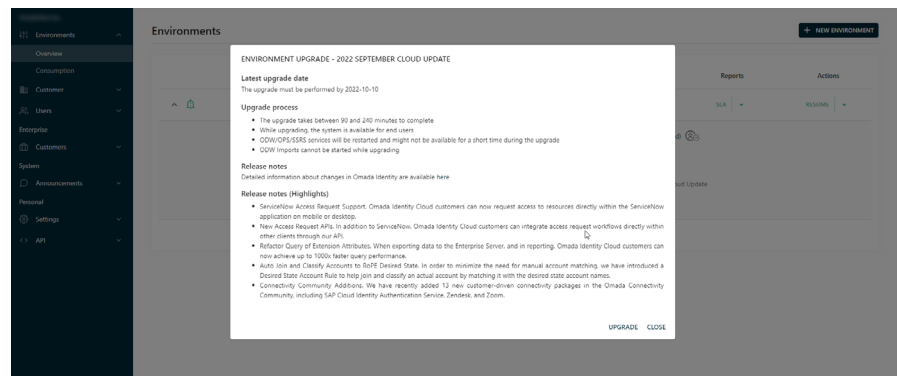 Environments
Overview
Consumption
Customer
Users
Enterprise
Customers
System
Announcements
Personal
Settings
API
Environments
+ NEW ENVIRONMENT
Reports
Actions
SLA
RESUME
ENVIRONMENT UPGRADE - 2022 SEPTEMBER CLOUD UPDATE
Latest upgrade date
The upgrade must be performed by 2022-10-10
Upgrade process
• The upgrade takes between 90 and 240 minutes to complete
• While upgrading, the system is available for end users
• ODW/OPS/SSRS services will be restarted and might not be available for a short time during the upgrade
• ODW Imports cannot be started while upgrading
Release notes
Detailed information about changes in Omada Identity are available here
Release notes (Highlights)
• ServiceNow Access Request Support. Omada Identity Cloud customers can now request access to resources directly within the ServiceNow
application on mobile or desktop.
• New Access Request APIs. In addition to ServiceNow, Omada Identity Cloud customers can integrate access request workflows directly within
other clients through our API.
• Refactor Query of Extension Attributes. When exporting data to the Enterprise Server, and in reporting, Omada Identity Cloud customers can
now achieve up to 1000x faster query performance.
• Auto Join and Classify Accounts to RoPE Desired State. In order to minimize the need for manual account matching, we have introduced a
Desired State Account Rule to help join and classify an actual account by matching it with the desired state account names.
• Connectivity Community Additions. We have recently added 13 new customer-driven connectivity packages in the Omada Connectivity
Community, including SAP Cloud Identity Authentication Service, Zendesk, and Zoom.
UPGRADE CLOSE
Update